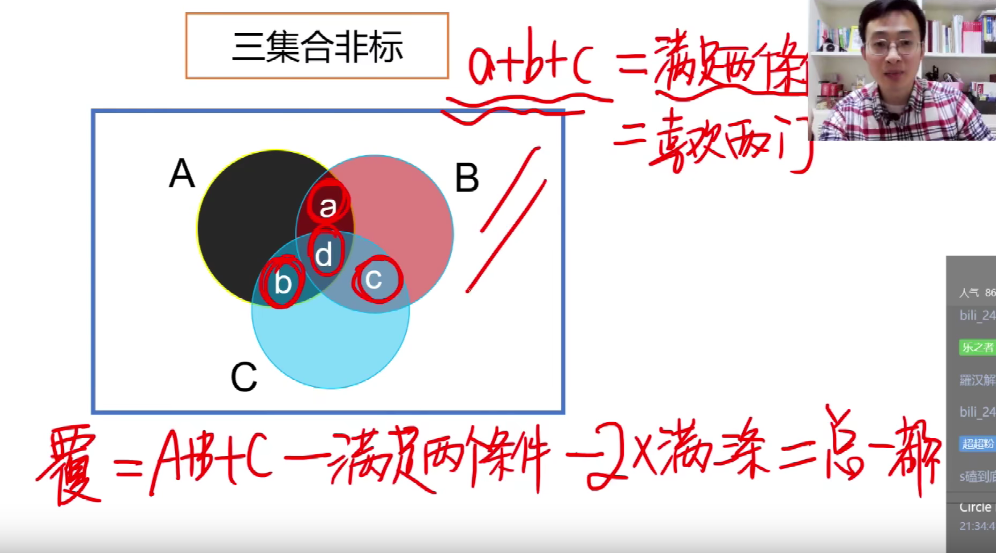 三集合非标
a+b+c =满足两条
=喜欢两门
A
B
a
d
b
c
C
覆=A+B+C-满足两條件-2×满三条=总-都
人气 86
bili_24
乐之者
羅汉解
bili_24
超超粉
s磕到底
Circle
21:34:4